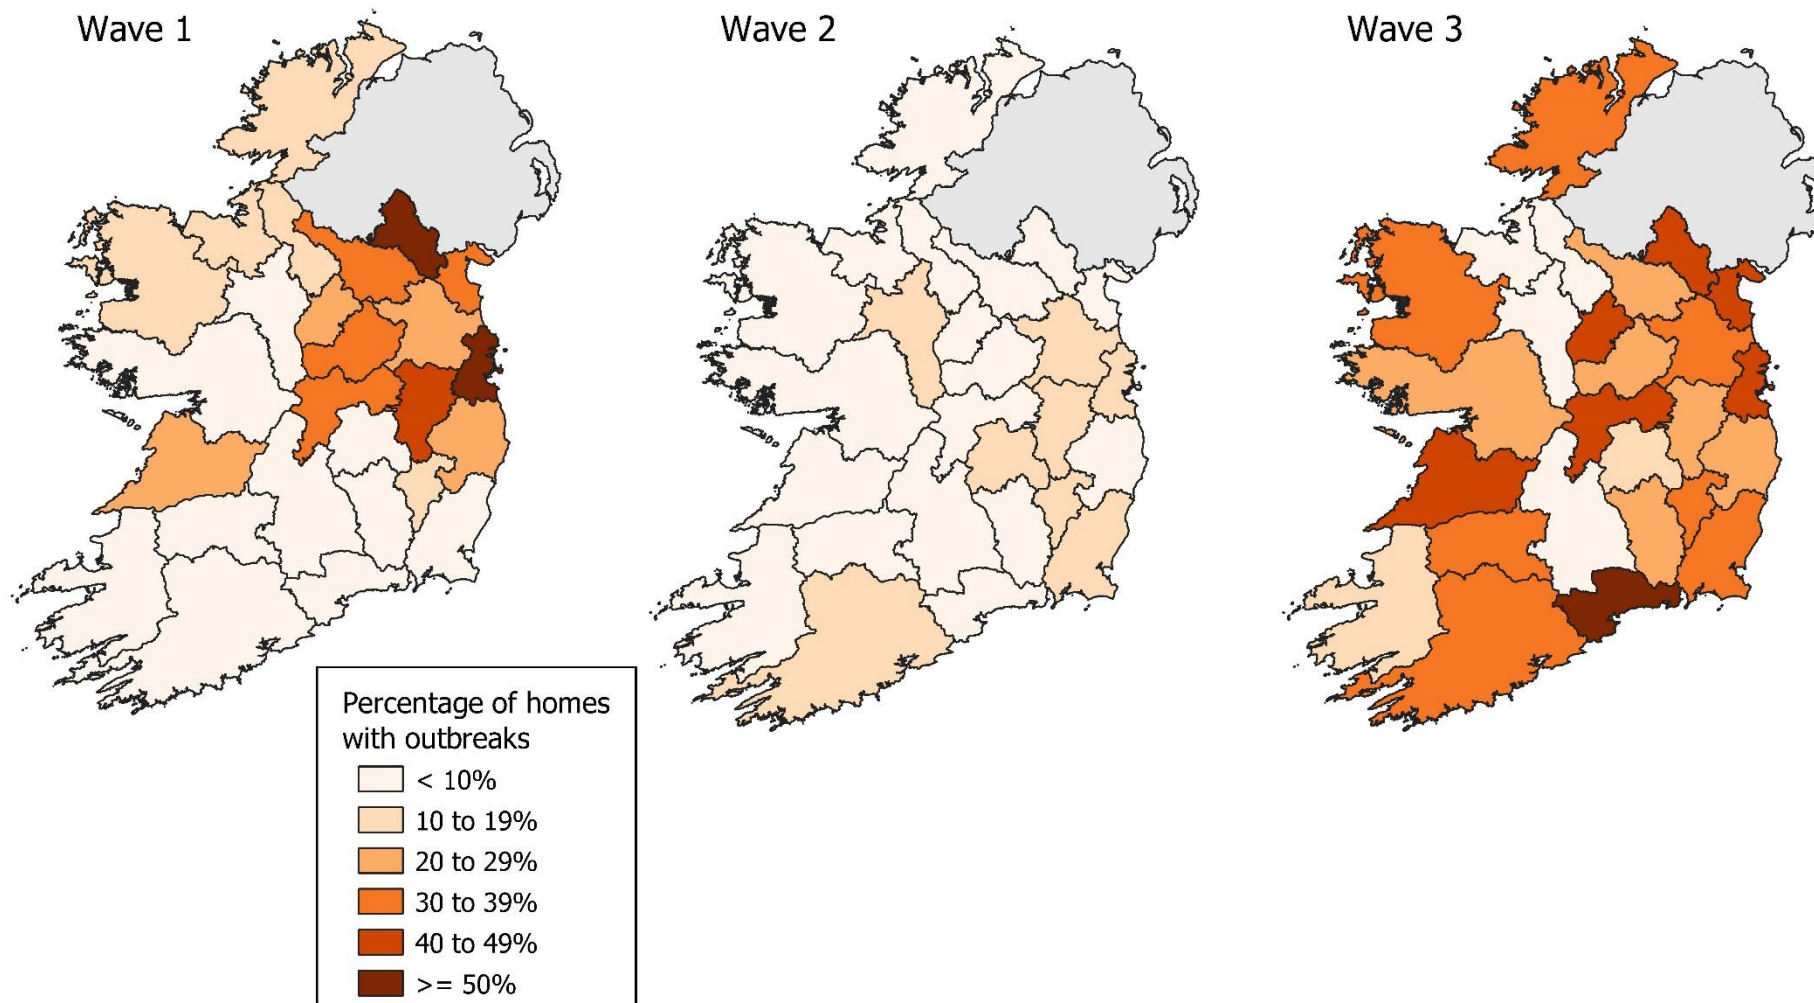 Wave 1
Wave 2
Wave 3
Percentage of homes
with outbreaks
< 10%
10 to 19%
20 to 29%
30 to 39%
40 to 49%
>= 50%